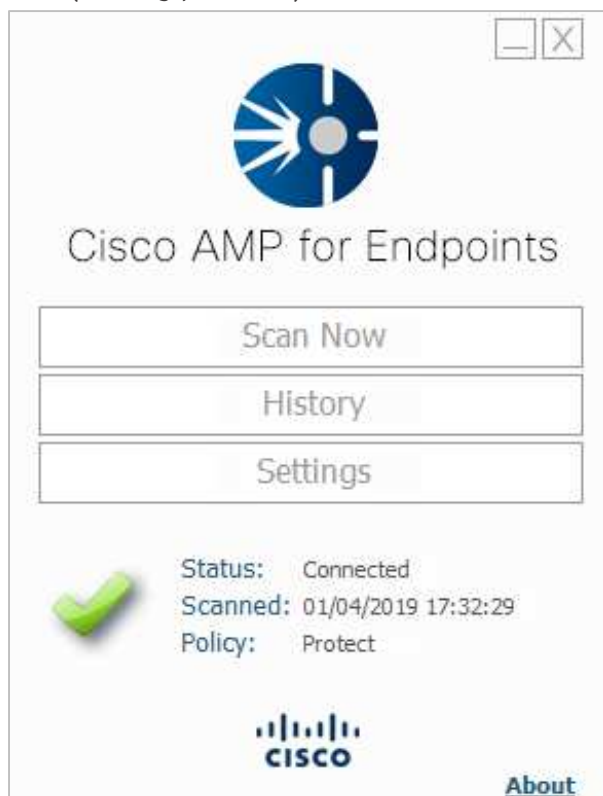 Cisco AMP for Endpoints
Scan Now
History
Settings
Status: Connected
Scanned: 01/04/2019 17:32:29
Policy: Protect
CISCO
About